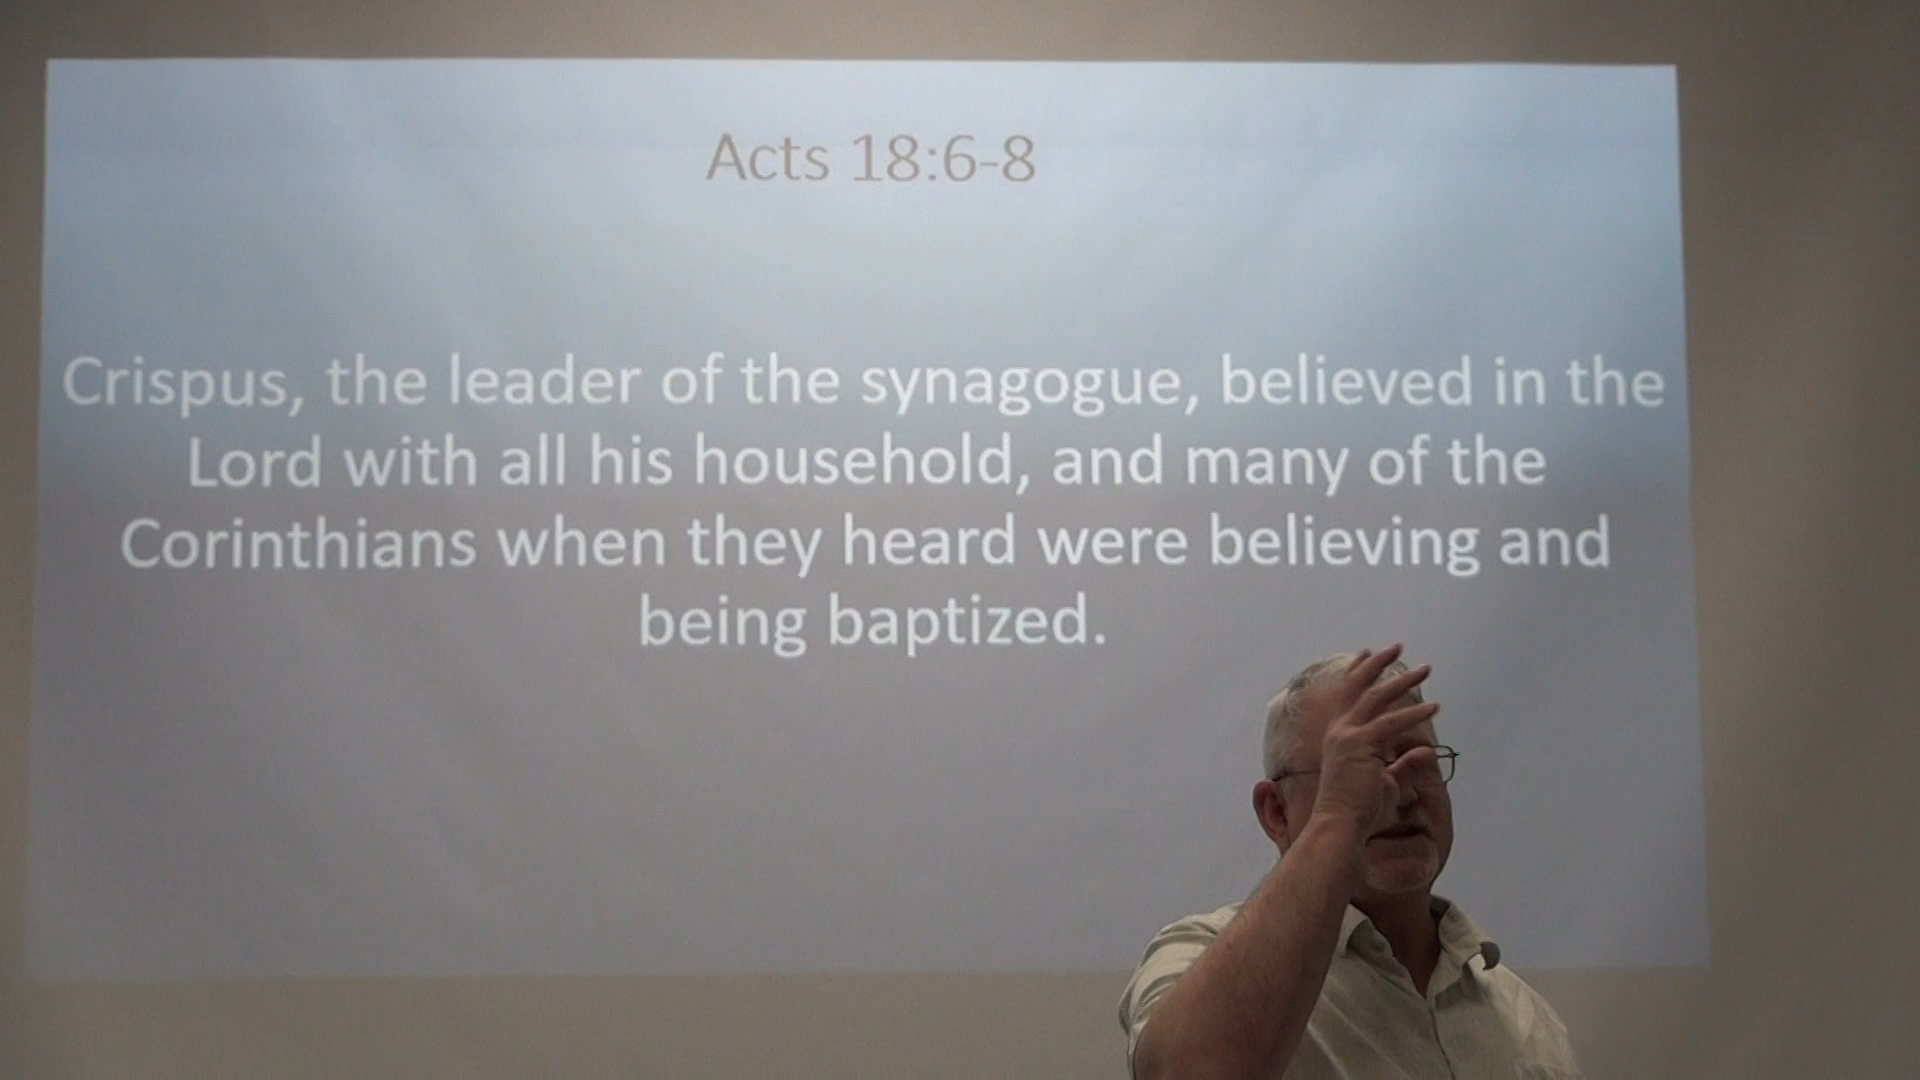 Acts 18:6-8
Crispus, the leader of the synagogue, believed in the
Lord with all his household, and many of the
Corinthians when they heard were believing and
being baptized.